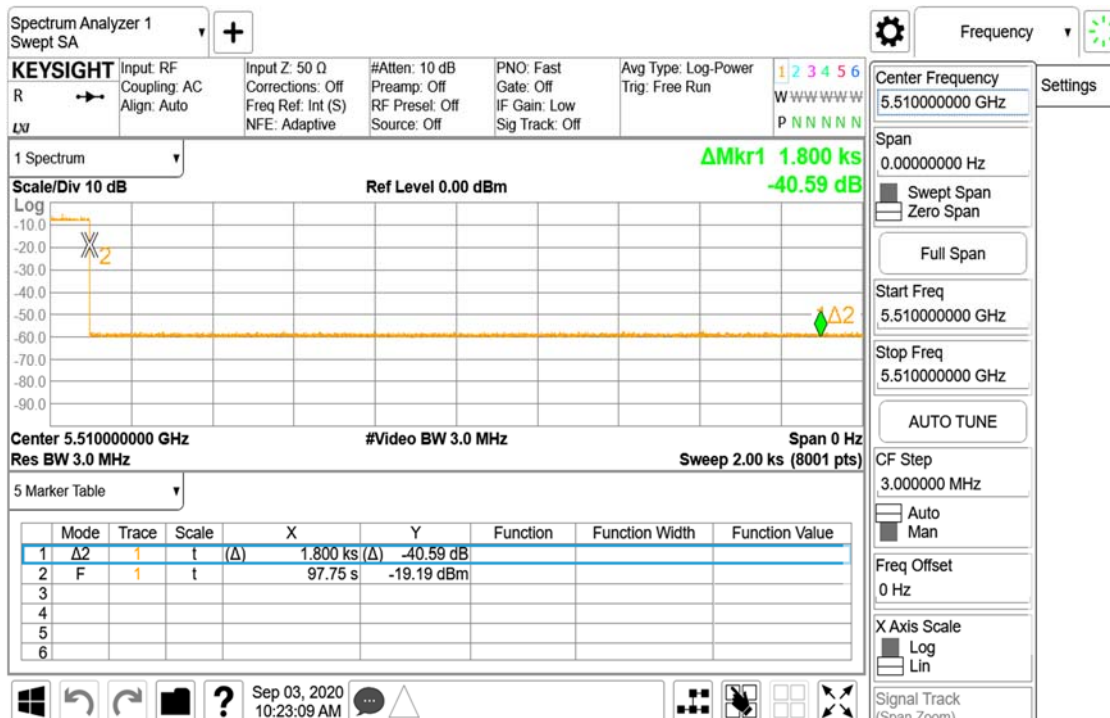 Spectrum Analyzer 1
Swept SA
Frequency
KEYSIGHT
R
LXI
Input: RF
Coupling: AC
Align: Auto
Input Z: 50 Ω
Corrections: Off
Freq Ref: Int (S)
NFE: Adaptive
#Atten: 10 dB
Preamp: Off
RF Presel: Off
Source: Off
PNO: Fast
Gate: Off
IF Gain: Low
Sig Track: Off
Avg Type: Log-Power
Trig: Free Run
1 2 3 4 5 6
W W W W W W
P N N N N N
1 Spectrum
ΔMkr1 1.800 ks
-40.59 dB
Scale/Div 10 dB
Ref Level 0.00 dBm
Log
-10.0
-20.0
-30.0
-40.0
-50.0
-60.0
-70.0
-80.0
-90.0
2
1Δ2
Center 5.510000000 GHz
#Video BW 3.0 MHz
Span 0 Hz
Res BW 3.0 MHz
Sweep 2.00 ks (8001 pts)
5 Marker Table
Mode Trace Scale X Y Function Function Width Function Value
1 Δ2 1 t (Δ) 1.800 ks (Δ) -40.59 dB
2 F 1 t 97.75 s -19.19 dBm
3
4
5
6
?
Sep 03, 2020
10:23:09 AM
Settings
Center Frequency
5.510000000 GHz
Span
0.00000000 Hz
Swept Span
Zero Span
Full Span
Start Freq
5.510000000 GHz
Stop Freq
5.510000000 GHz
AUTO TUNE
CF Step
3.000000 MHz
Auto
Man
Freq Offset
0 Hz
X Axis Scale
Log
Lin
Signal Track
(Span Zoom)